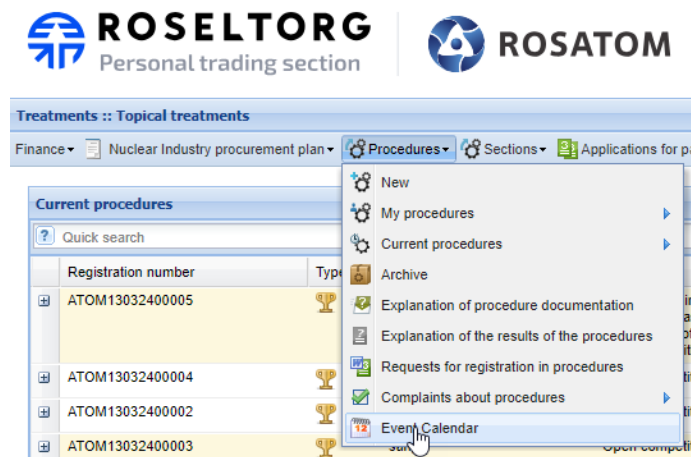 ROSELTORG
Personal trading section
ROSATOM
Treatments :: Topical treatments
Finance Nuclear Industry procurement plan Procedures Sections Applications for p
Current procedures
Quick search
Registration number Type
ATOM13032400005
ATOM13032400004
ATOM13032400002
ATOM13032400003
New
My procedures
Current procedures
Archive
Explanation of procedure documentation
Explanation of the results of the procedures
Requests for registration in procedures
Complaints about procedures
12 Event Calendar
Open competi